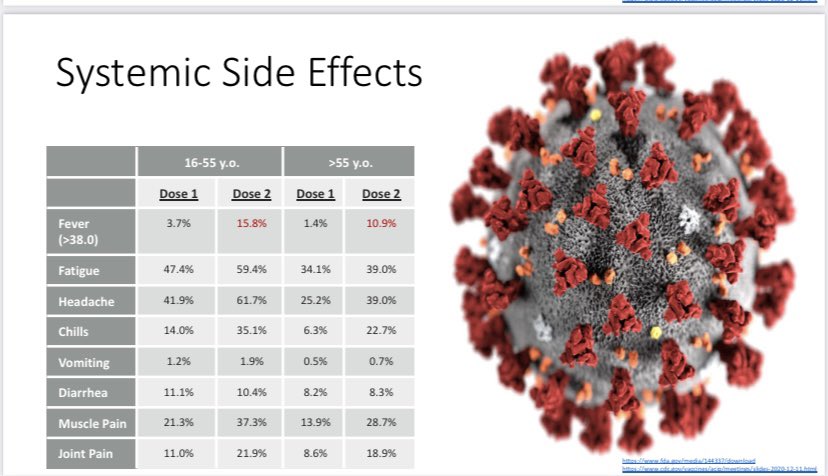 Systemic Side Effects
16-55 y.o. >55 y.o.
Dose 1 Dose 2 Dose 1 Dose 2
Fever (>38.0) 3.7% 15.8% 1.4% 10.9%
Fatigue 47.4% 59.4% 34.1% 39.0%
Headache 41.9% 61.7% 25.2% 39.0%
Chills 14.0% 35.1% 6.3% 22.7%
Vomiting 1.2% 1.9% 0.5% 0.7%
Diarrhea 11.1% 10.4% 8.2% 8.3%
Muscle Pain 21.3% 37.3% 13.9% 28.7%
Joint Pain 11.0% 21.9% 8.6% 18.9%
https://www.fda.gov/media/144337/download
https://www.cdc.gov/vaccines/acip/meetings/slides-2020-12-11.html